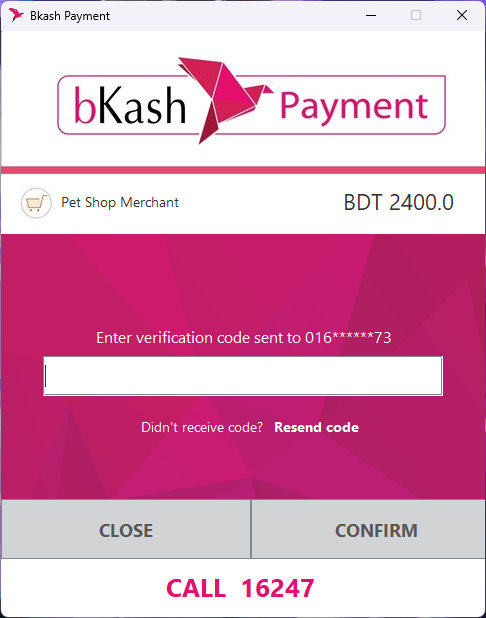 Bkash Payment
bKash Payment
Pet Shop Merchant BDT 2400.0
Enter verification code sent to 016******73
Didn't receive code? Resend code
CLOSE CONFIRM
CALL 16247